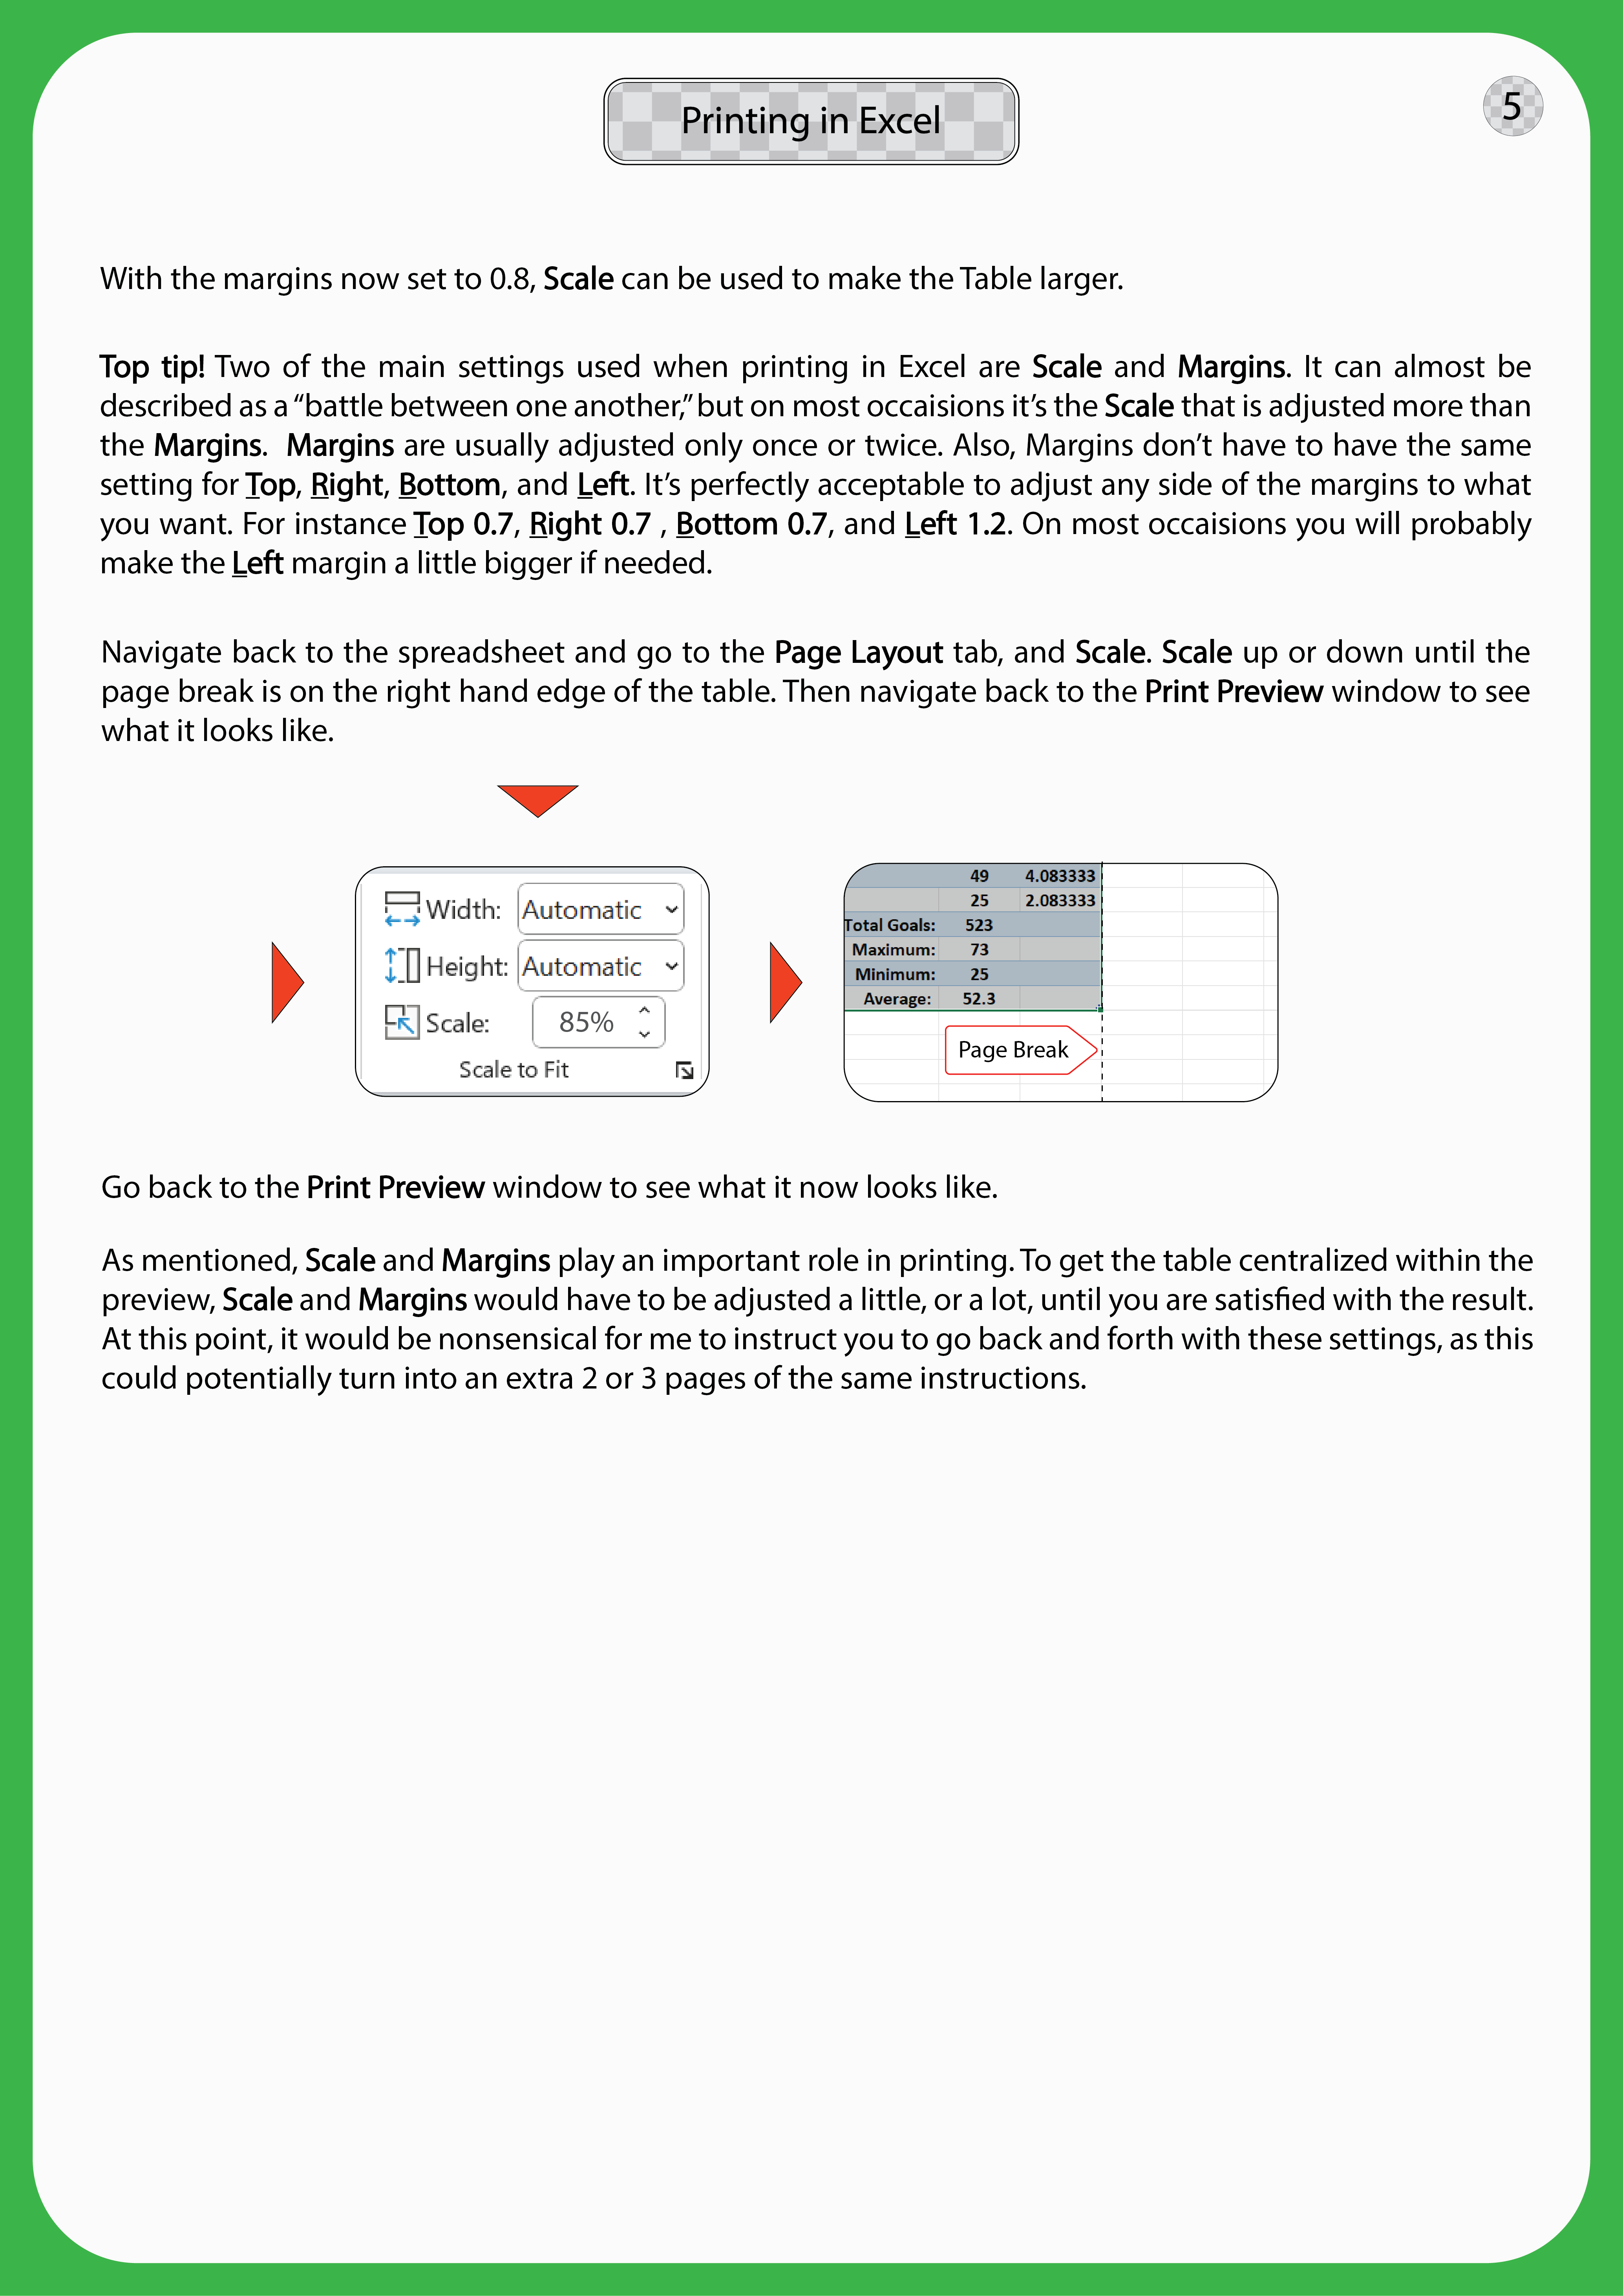 Printing in Excel
5
With the margins now set to 0.8, Scale can be used to make the Table larger.
Top tip! Two of the main settings used when printing in Excel are Scale and Margins. It can almost be
described as a “battle between one another,” but on most occaisions it’s the Scale that is adjusted more than
the Margins.  Margins are usually adjusted only once or twice. Also, Margins don’t have to have the same
setting for Top, Right, Bottom, and Left. It’s perfectly acceptable to adjust any side of the margins to what
you want. For instance Top 0.7, Right 0.7 , Bottom 0.7, and Left 1.2. On most occaisions you will probably
make the Left margin a little bigger if needed.
Navigate back to the spreadsheet and go to the Page Layout tab, and Scale. Scale up or down until the
page break is on the right hand edge of the table. Then navigate back to the Print Preview window to see
what it looks like.
Width: Automatic
Height: Automatic
Scale: 85%
Scale to Fit
49 4.083333
25 2.083333
Total Goals: 523
Maximum: 73
Minimum: 25
Average: 52.3
Page Break
Go back to the Print Preview window to see what it now looks like.
As mentioned, Scale and Margins play an important role in printing. To get the table centralized within the
preview, Scale and Margins would have to be adjusted a little, or a lot, until you are satisfied with the result.
At this point, it would be nonsensical for me to instruct you to go back and forth with these settings, as this
could potentially turn into an extra 2 or 3 pages of the same instructions.